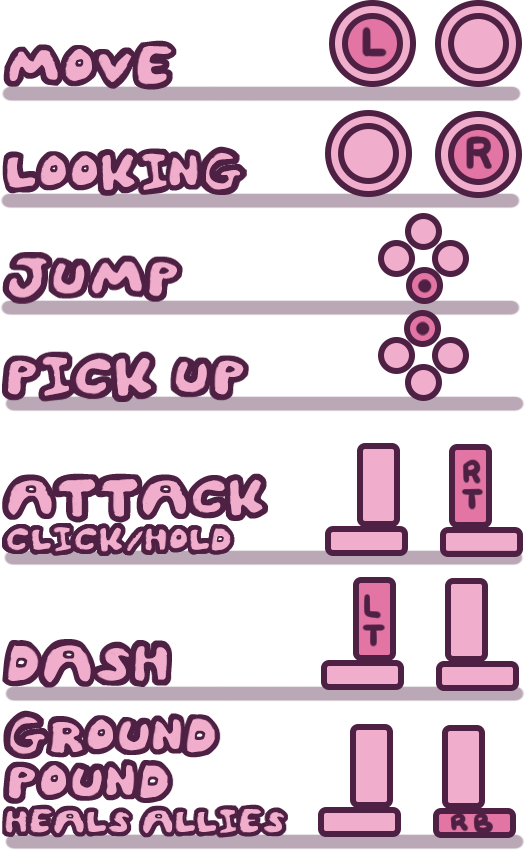 MOVE L
LOOKING R
JUMP
PICK UP
ATTACK RT
CLICK/HOLD
DASH LT
GROUND
POUND
HEALS ALLIES RB